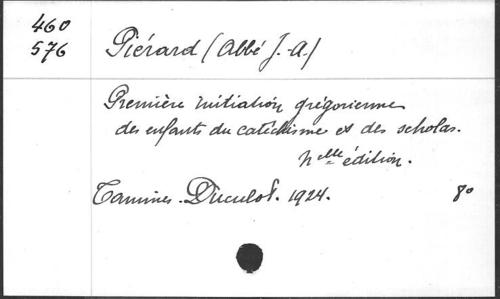 460
576
Piérard (Abbé J.-A.)
Première initiation grégorienne
des enfants du catéchisme et des scholas.
nelle édition.
Tamines. Duculot. 1924. 8o